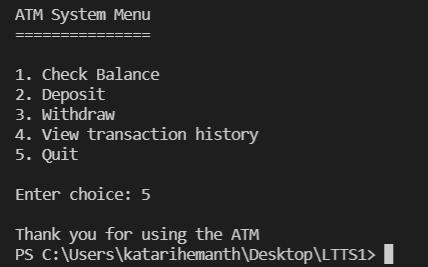 ATM System Menu
===============
1. Check Balance
2. Deposit
3. Withdraw
4. View transaction history
5. Quit
Enter choice: 5
Thank you for using the ATM
PS C:\Users\katarihemanth\Desktop\LTTS1>